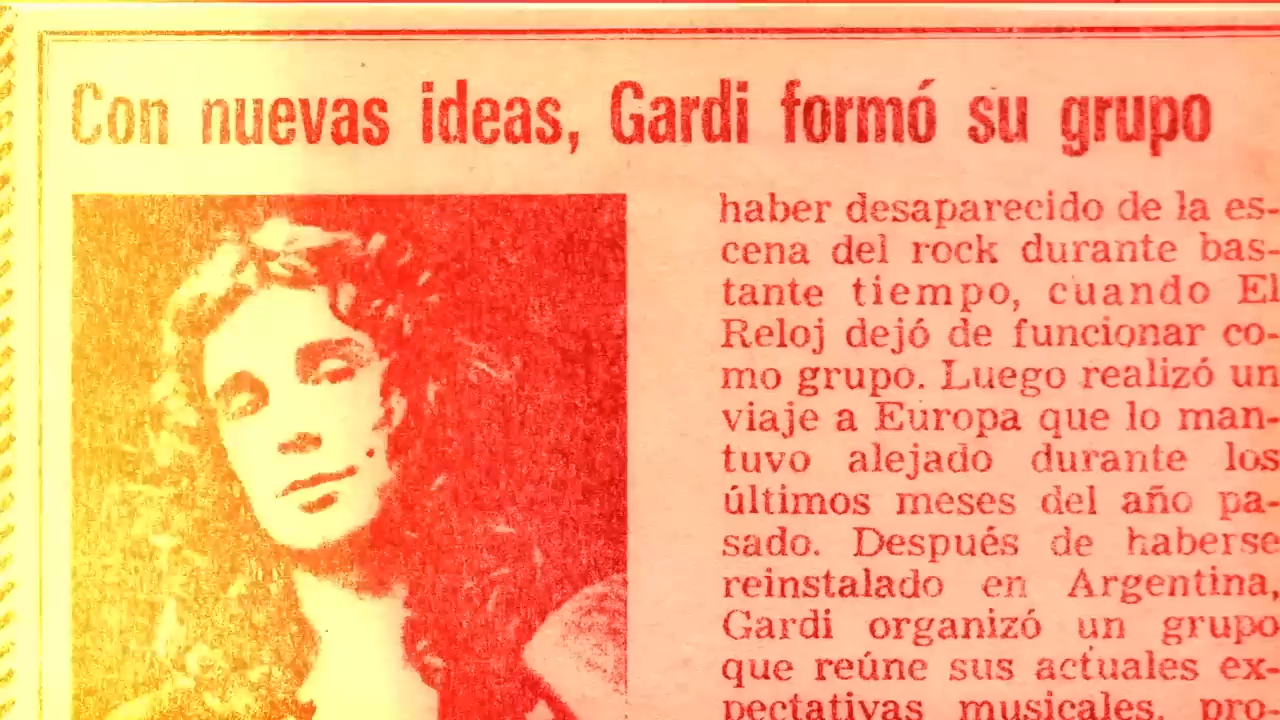 Con nuevas ideas, Gardi formó su grupo
haber desaparecido de la es-
cena del rock durante bas-
tante tiempo, cuando El
Reloj dejó de funcionar co-
mo grupo. Luego realizó un
viaje a Europa que lo man-
tuvo alejado durante los
últimos meses del año pa-
sado. Después de haberse
reinstalado en Argentina,
Gardi organizó un grupo
que reúne sus actuales ex-
pectativas musicales, pro-